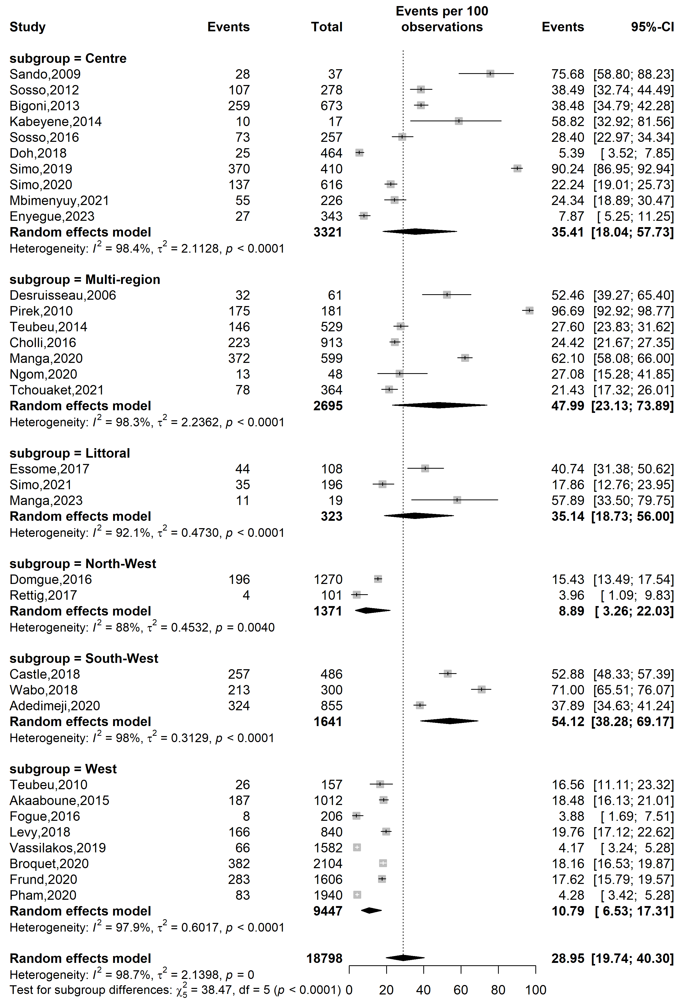 Events per 100
Study Events Total observations Events 95%-CI
subgroup = Centre
Sando,2009 28 37 75.68 [58.80; 88.23]
Sosso,2012 107 278 38.49 [32.74; 44.49]
Bigoni,2013 259 673 38.48 [34.79; 42.28]
Kabeyene,2014 10 17 58.82 [32.92; 81.56]
Sosso,2016 73 257 28.40 [22.97; 34.34]
Doh,2018 25 464 5.39 [ 3.52; 7.85]
Simo,2019 370 410 90.24 [86.95; 92.94]
Simo,2020 137 616 22.24 [19.01; 25.73]
Mbimenyuy,2021 55 226 24.34 [18.89; 30.47]
Enyegue,2023 27 343 7.87 [ 5.25; 11.25]
Random effects model 3321 35.41 [18.04; 57.73]
Heterogeneity: I² = 98.4%, τ² = 2.1128, p < 0.0001
subgroup = Multi-region
Desruisseau,2006 32 61 52.46 [39.27; 65.40]
Pirek,2010 175 181 96.69 [92.92; 98.77]
Teubeu,2014 146 529 27.60 [23.83; 31.62]
Cholli,2016 223 913 24.42 [21.67; 27.35]
Manga,2020 372 599 62.10 [58.08; 66.00]
Ngom,2020 13 48 27.08 [15.28; 41.85]
Tchouaket,2021 78 364 21.43 [17.32; 26.01]
Random effects model 2695 47.99 [23.13; 73.89]
Heterogeneity: I² = 98.3%, τ² = 2.2362, p < 0.0001
subgroup = Littoral
Essome,2017 44 108 40.74 [31.38; 50.62]
Simo,2021 35 196 17.86 [12.76; 23.95]
Manga,2023 11 19 57.89 [33.50; 79.75]
Random effects model 323 35.14 [18.73; 56.00]
Heterogeneity: I² = 92.1%, τ² = 0.4730, p < 0.0001
subgroup = North-West
Domgue,2016 196 1270 15.43 [13.49; 17.54]
Rettig,2017 4 101 3.96 [ 1.09; 9.83]
Random effects model 1371 8.89 [ 3.26; 22.03]
Heterogeneity: I² = 88%, τ² = 0.4532, p = 0.0040
subgroup = South-West
Castle,2018 257 486 52.88 [48.33; 57.39]
Wabo,2018 213 300 71.00 [65.51; 76.07]
Adedimeji,2020 324 855 37.89 [34.63; 41.24]
Random effects model 1641 54.12 [38.28; 69.17]
Heterogeneity: I² = 98%, τ² = 0.3129, p < 0.0001
subgroup = West
Teubeu,2010 26 157 16.56 [11.11; 23.32]
Akaaboune,2015 187 1012 18.48 [16.13; 21.01]
Fogue,2016 8 206 3.88 [ 1.69; 7.51]
Levy,2018 166 840 19.76 [17.12; 22.62]
Vassilakos,2019 66 1582 4.17 [ 3.24; 5.28]
Broquet,2020 382 2104 18.16 [16.53; 19.87]
Frund,2020 283 1606 17.62 [15.79; 19.57]
Pham,2020 83 1940 4.28 [ 3.42; 5.28]
Random effects model 9447 10.79 [ 6.53; 17.31]
Heterogeneity: I² = 97.9%, τ² = 0.6017, p < 0.0001
Random effects model 18798 28.95 [19.74; 40.30]
Heterogeneity: I² = 98.7%, τ² = 2.1398, p = 0
Test for subgroup differences: χ²₅ = 38.47, df = 5 (p < 0.0001) 0 20 40 60 80 100